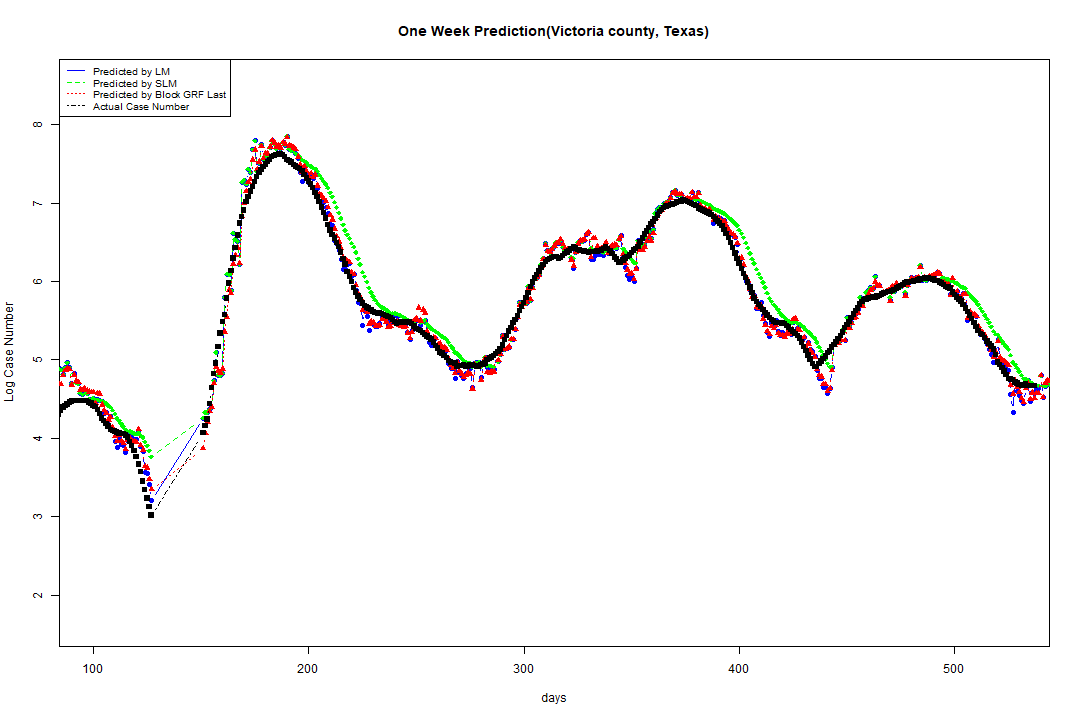 One Week Prediction(Victoria county, Texas)
Predicted by LM
Predicted by SLM
Predicted by Block GRF Last
Actual Case Number
8
7
6
5
4
3
2
Log Case Number
100 200 300 400 500
days